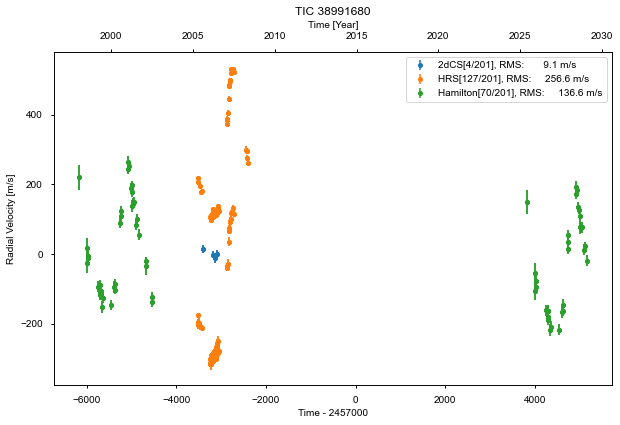 TIC 38991680
Time [Year]
2000 2005 2010 2015 2020 2025 2030
2dCS[4/201], RMS: 9.1 m/s
HRS[127/201], RMS: 256.6 m/s
Hamilton[70/201], RMS: 136.6 m/s
Radial Velocity [m/s]
400
200
0
−200
−6000 −4000 −2000 0 2000 4000
Time - 2457000